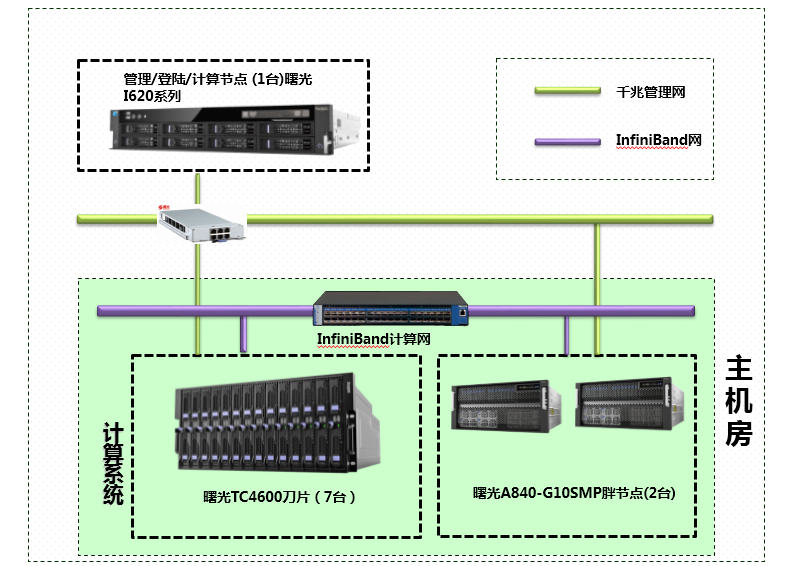 管理/登陆/计算节点 (1台)曙光
I620系列
千兆管理网
InfiniBand网
InfiniBand计算网
主机房
计算系统
曙光TC4600刀片（7台）
曙光A840-G10SMP胖节点(2台)